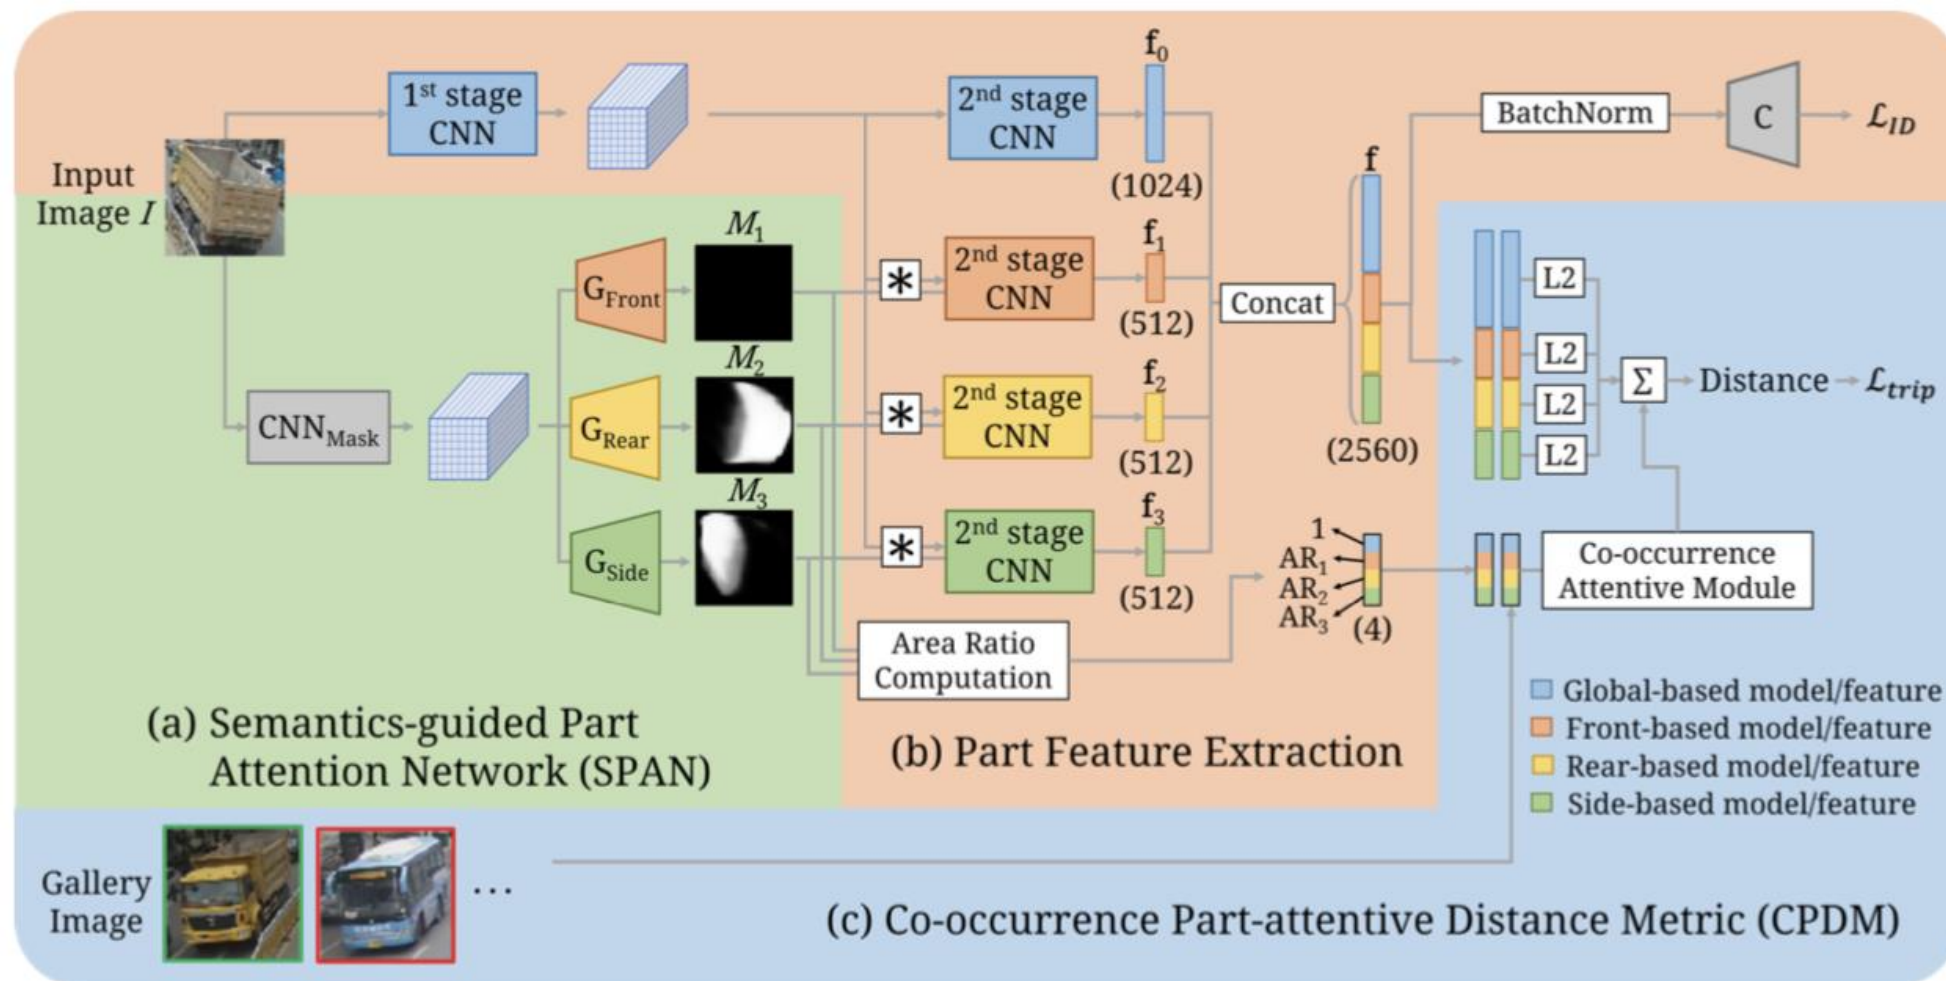 Input
Image I
1st stage
CNN
2nd stage
CNN
f0
(1024)
BatchNorm
C
ℒID
CNNMask
GFront
M1
GRear
M2
GSide
M3
*
2nd stage
CNN
f1
(512)
*
2nd stage
CNN
f2
(512)
*
2nd stage
CNN
f3
(512)
Concat
f
(2560)
L2
L2
L2
L2
Σ
Distance
ℒtrip
Area Ratio
Computation
1
AR1
AR2
AR3
(4)
Co-occurrence
Attentive Module
Global-based model/feature
Front-based model/feature
Rear-based model/feature
Side-based model/feature
(a) Semantics-guided Part
Attention Network (SPAN)
(b) Part Feature Extraction
Gallery
Image
...
(c) Co-occurrence Part-attentive Distance Metric (CPDM)